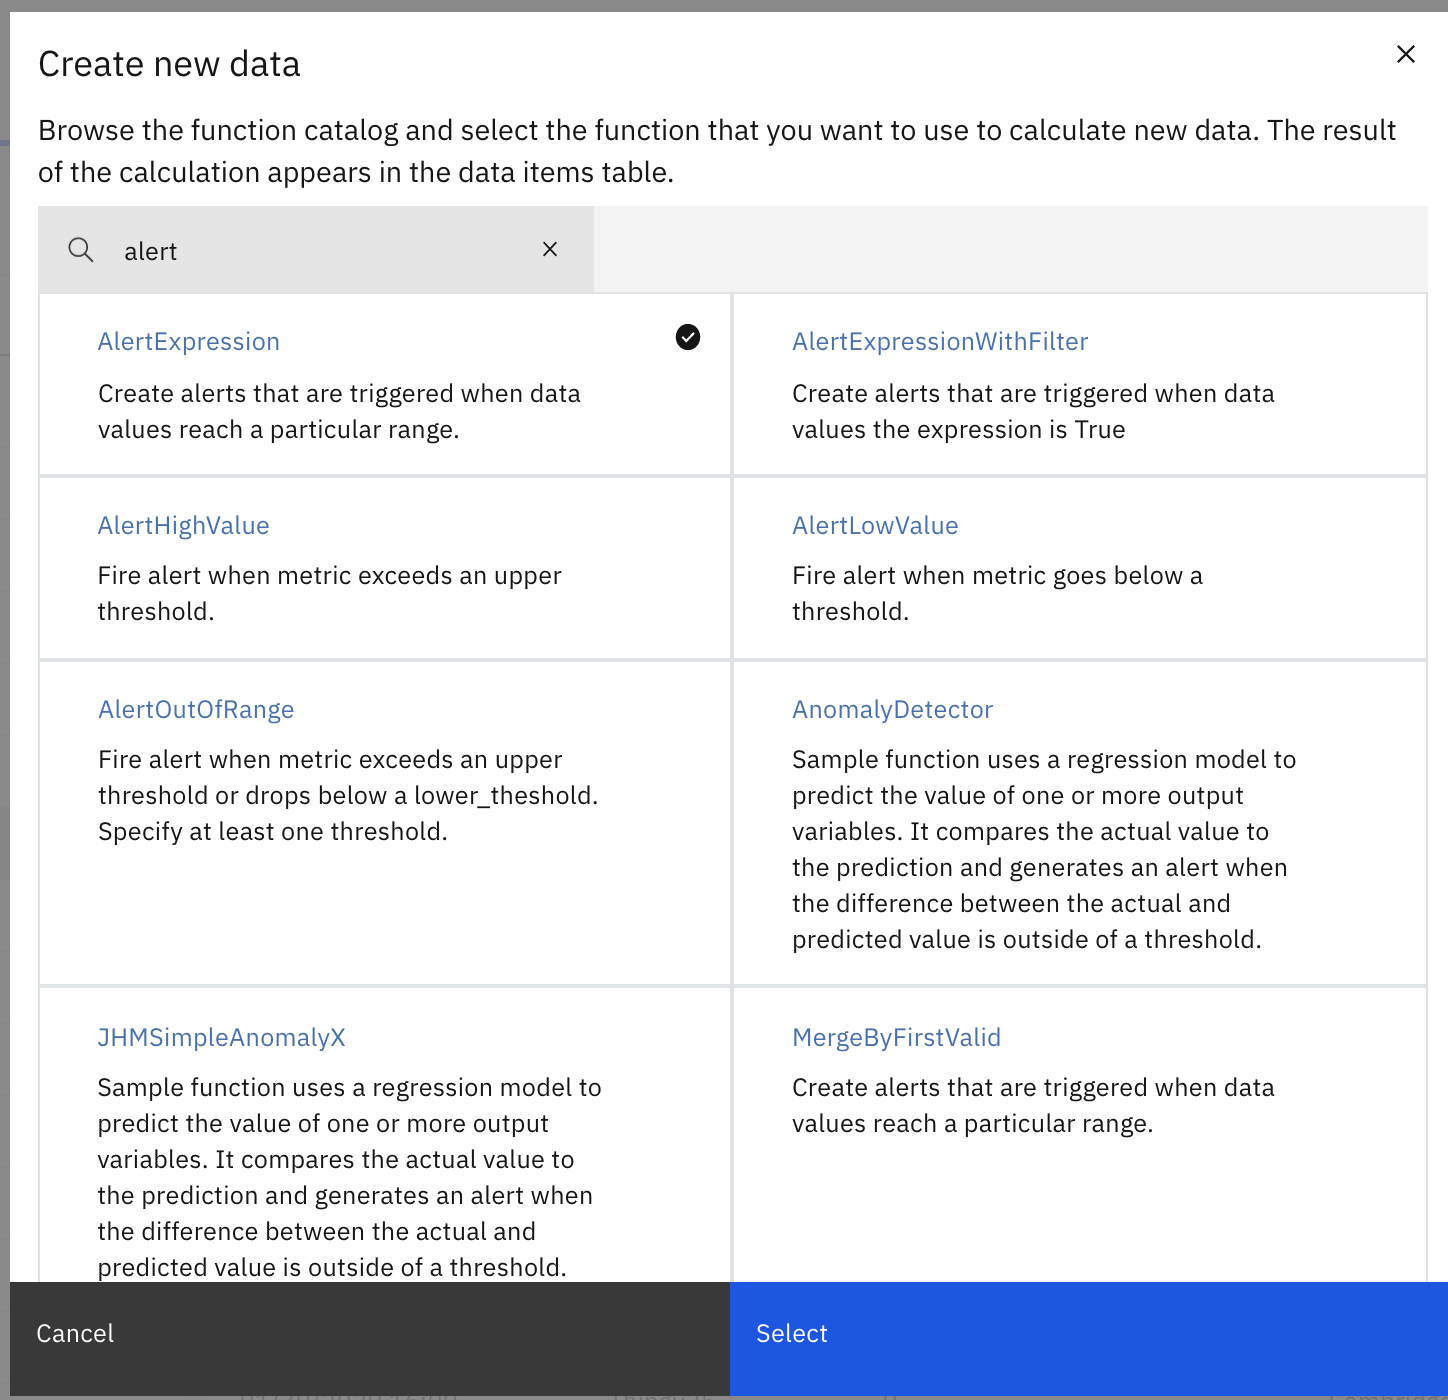 Create new data
Browse the function catalog and select the function that you want to use to calculate new data. The result
of the calculation appears in the data items table.
alert
AlertExpression
Create alerts that are triggered when data
values reach a particular range.
AlertExpressionWithFilter
Create alerts that are triggered when data
values the expression is True
AlertHighValue
Fire alert when metric exceeds an upper
threshold.
AlertLowValue
Fire alert when metric goes below a
threshold.
AlertOutOfRange
Fire alert when metric exceeds an upper
threshold or drops below a lower_theshold.
Specify at least one threshold.
AnomalyDetector
Sample function uses a regression model to
predict the value of one or more output
variables. It compares the actual value to
the prediction and generates an alert when
the difference between the actual and
predicted value is outside of a threshold.
JHMSimpleAnomalyX
Sample function uses a regression model to
predict the value of one or more output
variables. It compares the actual value to
the prediction and generates an alert when
the difference between the actual and
predicted value is outside of a threshold.
MergeByFirstValid
Create alerts that are triggered when data
values reach a particular range.
Cancel
Select